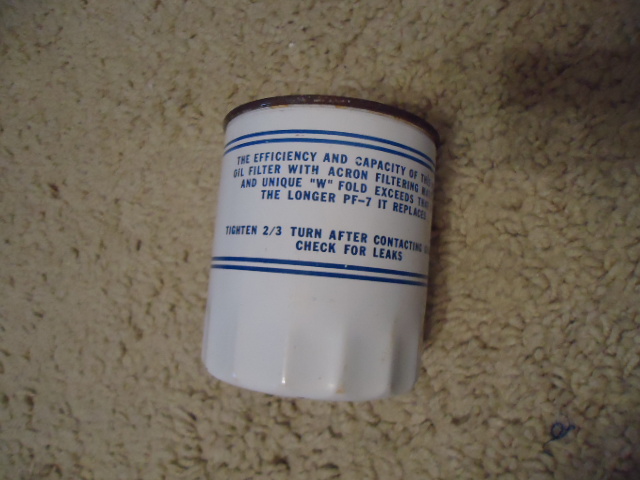 THE EFFICIENCY AND CAPACITY OF
OIL FILTER WITH ACRON FILTERING
AND UNIQUE "W" FOLD EXCEEDS
THE LONGER PF-7 IT REPLACES
TIGHTEN 2/3 TURN AFTER CONTACTING
CHECK FOR LEAKS